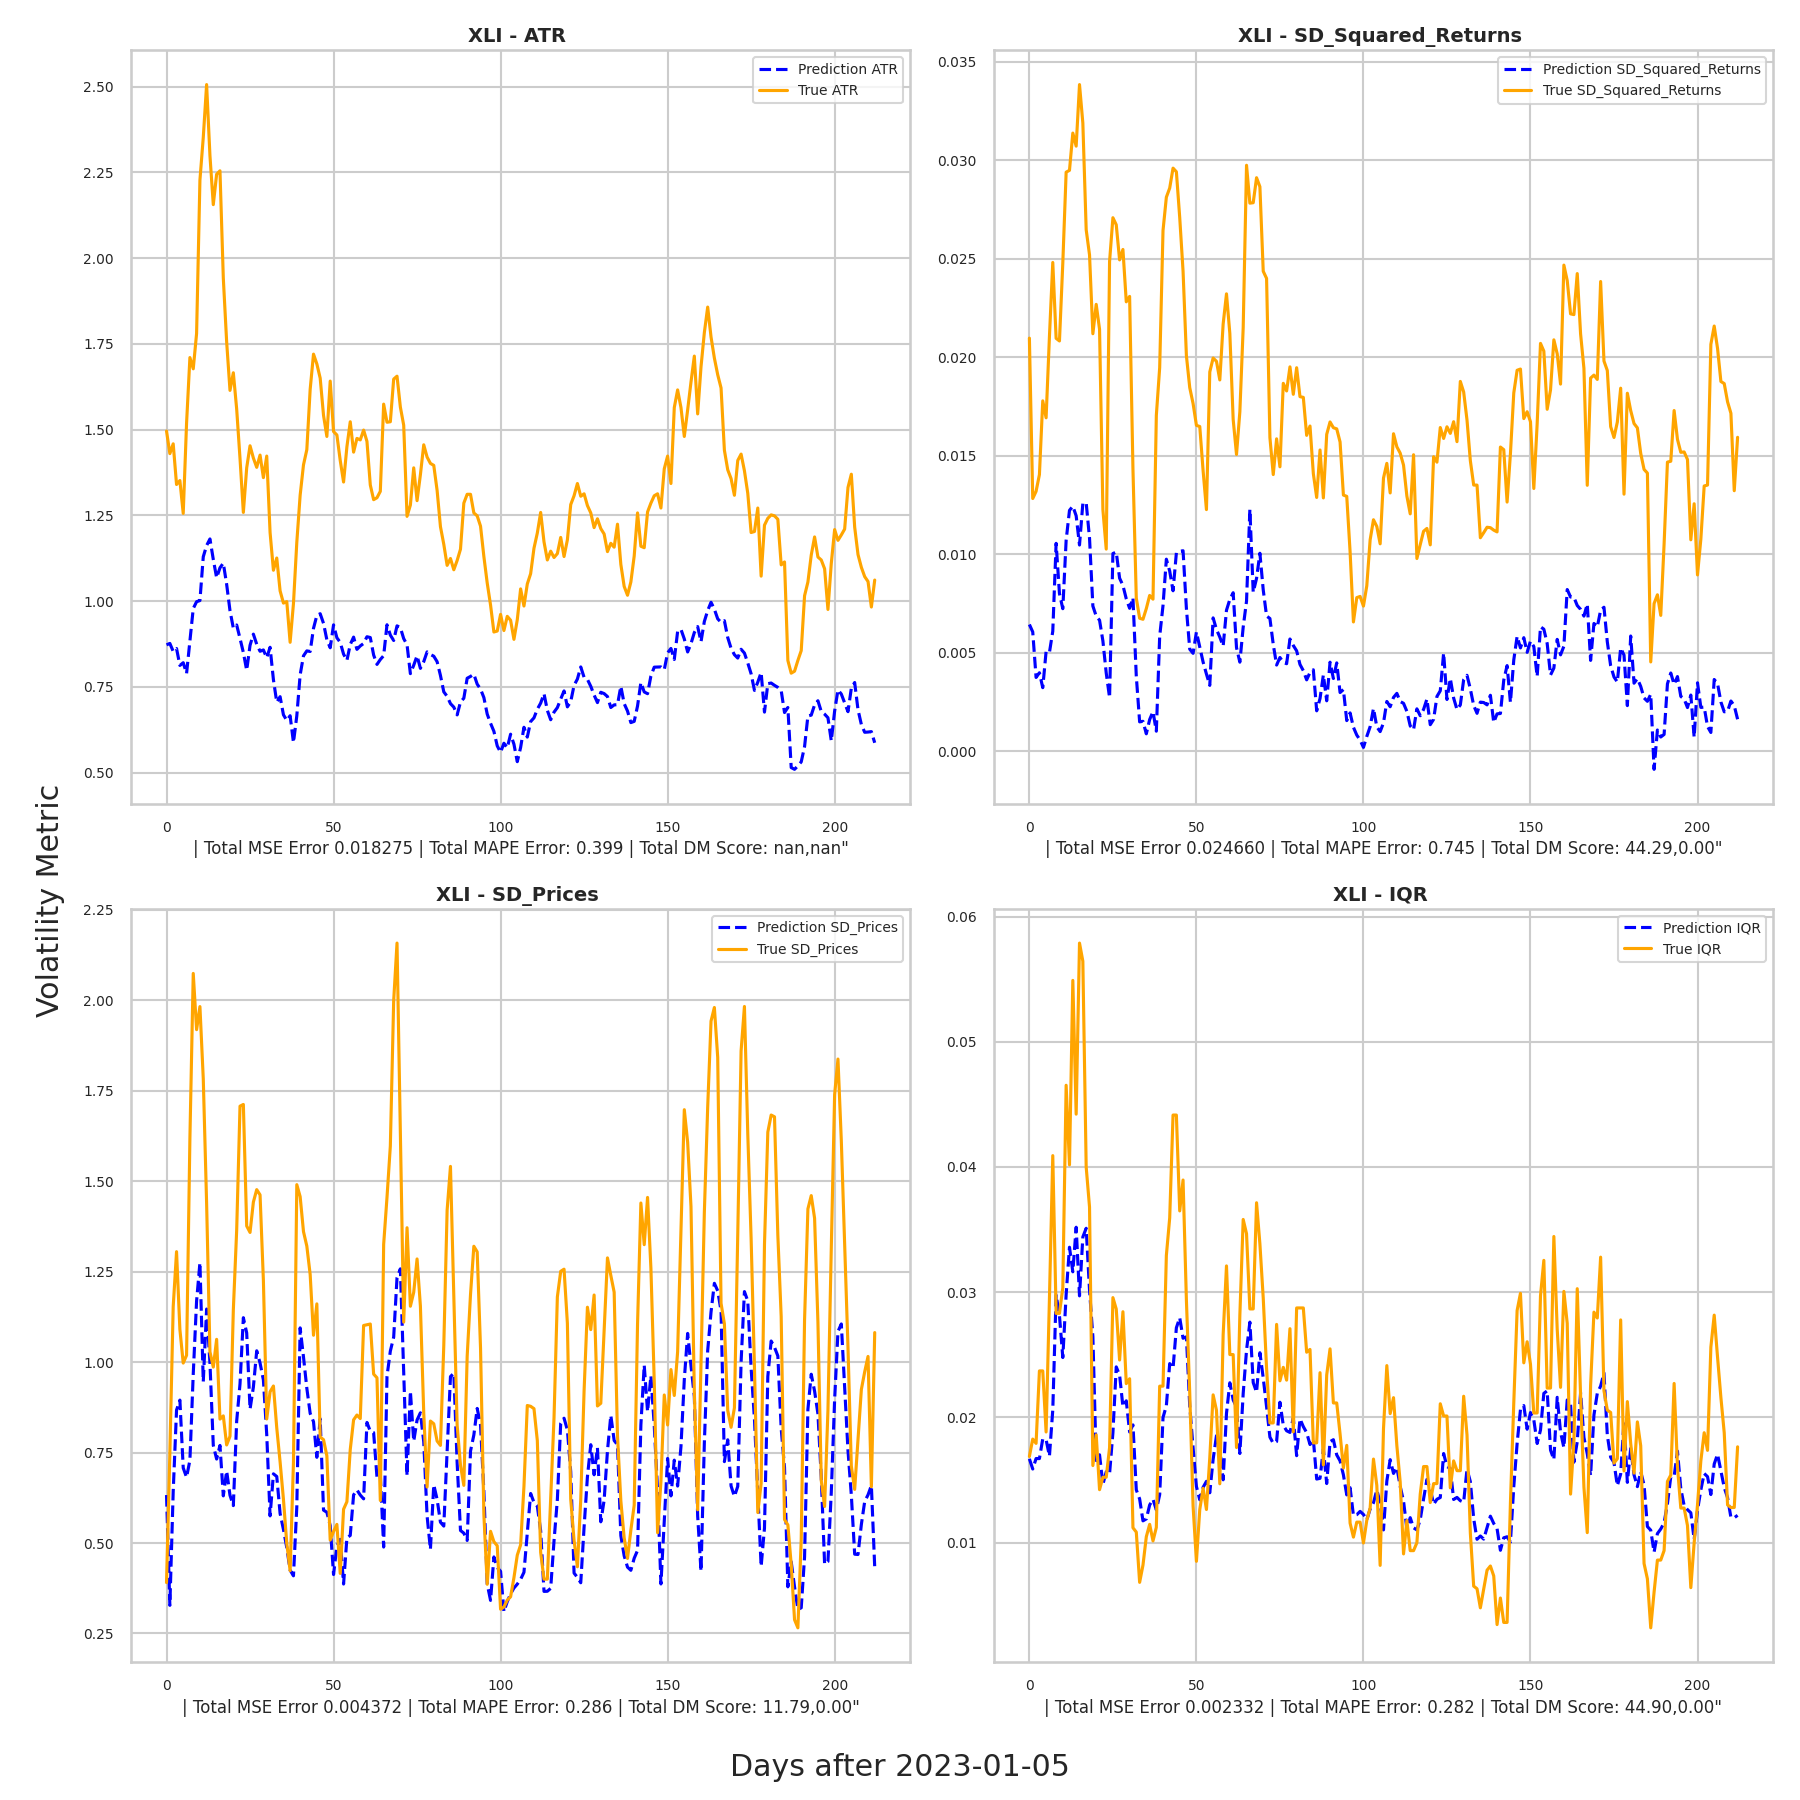 XLI - ATR
Prediction ATR
True ATR
2.50
2.25
2.00
1.75
1.50
1.25
1.00
0.75
0.50
0 50 100 150 200
| Total MSE Error 0.018275 | Total MAPE Error: 0.399 | Total DM Score: nan,nan"
XLI - SD_Squared_Returns
Prediction SD_Squared_Returns
True SD_Squared_Returns
0.035
0.030
0.025
0.020
0.015
0.010
0.005
0.000
0 50 100 150 200
| Total MSE Error 0.024660 | Total MAPE Error: 0.745 | Total DM Score: 44.29,0.00"
Volatility Metric
XLI - SD_Prices
Prediction SD_Prices
True SD_Prices
2.25
2.00
1.75
1.50
1.25
1.00
0.75
0.50
0.25
0 50 100 150 200
| Total MSE Error 0.004372 | Total MAPE Error: 0.286 | Total DM Score: 11.79,0.00"
XLI - IQR
Prediction IQR
True IQR
0.06
0.05
0.04
0.03
0.02
0.01
0 50 100 150 200
| Total MSE Error 0.002332 | Total MAPE Error: 0.282 | Total DM Score: 44.90,0.00"
Days after 2023-01-05